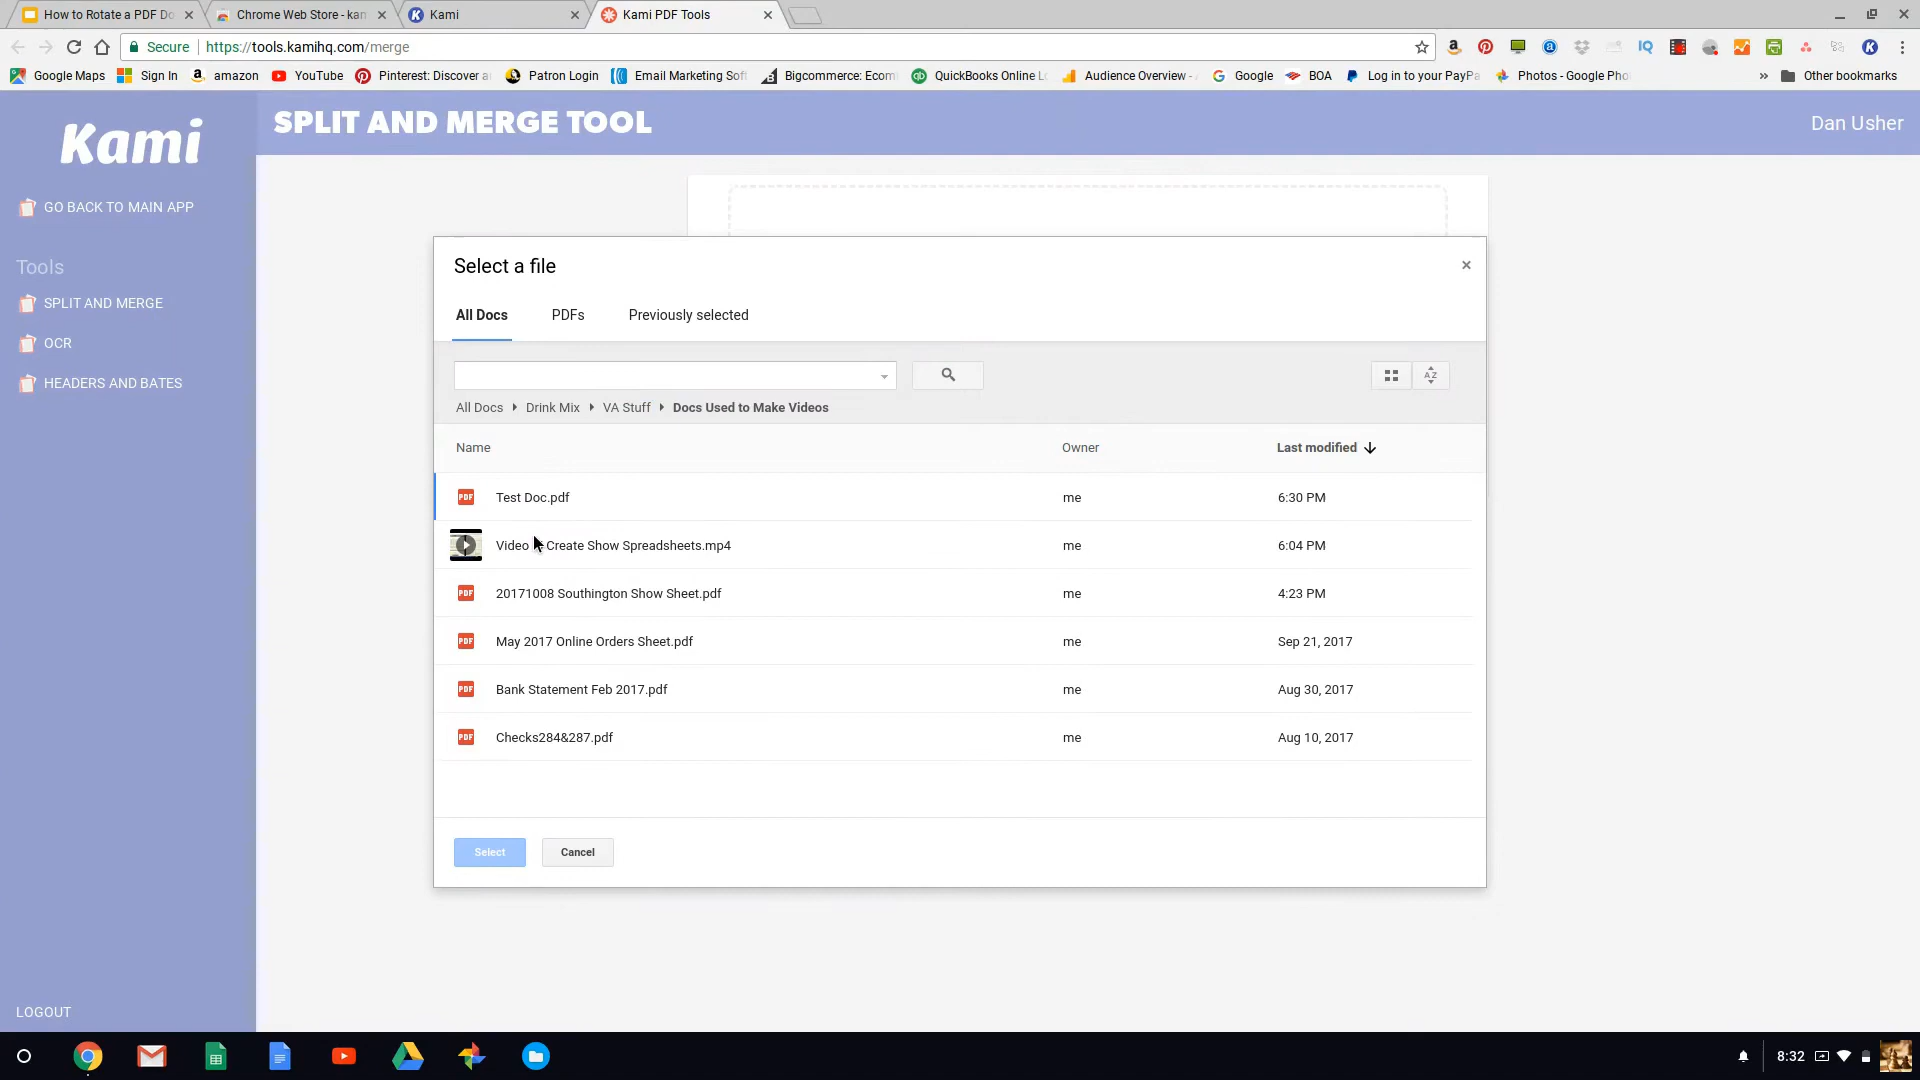 How to Rotate a PDF Do
Chrome Web Store - kan
Kami
Kami PDF Tools
Secure https://tools.kamihq.com/merge
Google Maps Sign In amazon YouTube Pinterest: Discover a Patron Login Email Marketing Sof Bigcommerce: Ecom QuickBooks Online Lo Audience Overview - Google BOA Log in to your PayPa Photos - Google Pho » Other bookmarks
Kami
SPLIT AND MERGE TOOL
Dan Usher
GO BACK TO MAIN APP
Tools
SPLIT AND MERGE
OCR
HEADERS AND BATES
LOGOUT
Select a file
All Docs PDFs Previously selected
All Docs Drink Mix VA Stuff Docs Used to Make Videos
Name Owner Last modified
PDF Test Doc.pdf me 6:30 PM
Video Create Show Spreadsheets.mp4 me 6:04 PM
PDF 20171008 Southington Show Sheet.pdf me 4:23 PM
PDF May 2017 Online Orders Sheet.pdf me Sep 21, 2017
PDF Bank Statement Feb 2017.pdf me Aug 30, 2017
PDF Checks284&287.pdf me Aug 10, 2017
Select Cancel
8:32